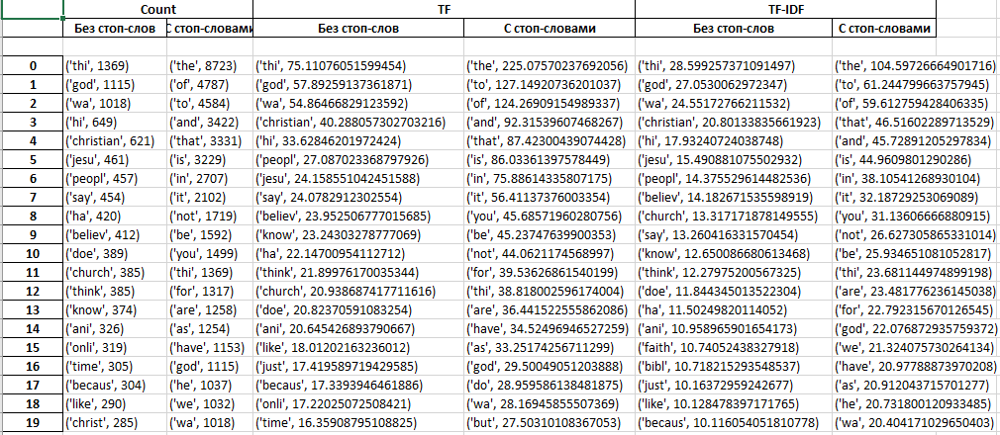 Count TF TF-IDF
Без стоп-слов С стоп-словами Без стоп-слов С стоп-словами Без стоп-слов С стоп-словами
0 ('thi', 1369) ('the', 8723) ('thi', 75.11076051599454) ('the', 225.07570237692056) ('thi', 28.599257371091497) ('the', 104.59726664901716)
1 ('god', 1115) ('of', 4787) ('god', 57.89259137361871) ('to', 127.14920736201037) ('god', 27.0530062972347) ('to', 61.244799663757945)
2 ('wa', 1018) ('to', 4584) ('wa', 54.86466829123592) ('of', 124.26909154989337) ('wa', 24.55172766211532) ('of', 59.612759428406335)
3 ('hi', 649) ('and', 3422) ('christian', 40.288057302703216) ('and', 92.31539607468267) ('christian', 20.80133835661923) ('that', 46.51602289713529)
4 ('christian', 621) ('that', 3331) ('hi', 33.62846201972424) ('that', 87.42300439074428) ('hi', 17.93240724038748) ('and', 45.72891205297834)
5 ('jesu', 461) ('is', 3229) ('peopl', 27.087023368797926) ('is', 86.03361397578449) ('jesu', 15.490881075502932) ('is', 44.9609801290286)
6 ('peopl', 457) ('in', 2707) ('jesu', 24.158551042451588) ('in', 75.88614335807175) ('peopl', 14.375529614482536) ('in', 38.10541268930104)
7 ('say', 454) ('it', 2102) ('say', 24.0782912302554) ('it', 56.41137376003354) ('believ', 14.182671535598919) ('it', 32.18729253069089)
8 ('ha', 420) ('not', 1719) ('believ', 23.952506777015685) ('you', 45.68571960280756) ('church', 13.317171878149555) ('you', 31.13606666880915)
9 ('believ', 412) ('be', 1592) ('know', 23.24303278777069) ('be', 45.23747639900353) ('say', 13.260416331570454) ('not', 26.627305865331014)
10 ('doe', 389) ('you', 1499) ('ha', 22.14700954112712) ('not', 44.0621174568997) ('know', 12.650086680613468) ('be', 25.934651081052817)
11 ('church', 385) ('thi', 1369) ('think', 21.89976170035344) ('for', 39.53626861540199) ('think', 12.27975200567325) ('thi', 23.681144974899198)
12 ('think', 385) ('for', 1317) ('church', 20.938687417711616) ('thi', 38.818002596174004) ('doe', 11.844345013522304) ('are', 23.481776236145038)
13 ('know', 374) ('are', 1258) ('doe', 20.82370591083254) ('are', 36.441522555862086) ('ha', 11.50249820114052) ('for', 22.792315670126545)
14 ('ani', 326) ('as', 1254) ('ani', 20.645426893790667) ('have', 34.52496946527259) ('ani', 10.958965901654173) ('god', 22.076872935759372)
15 ('onli', 319) ('have', 1153) ('like', 18.01202163236012) ('as', 33.25174256711299) ('faith', 10.74052438327918) ('we', 21.324075730264134)
16 ('time', 305) ('god', 1115) ('just', 17.419589719429585) ('god', 29.50049051203888) ('bibl', 10.718215293548537) ('have', 20.97788873970208)
17 ('becaus', 304) ('he', 1037) ('becaus', 17.3393946461886) ('do', 28.959586138481875) ('just', 10.16372959242677) ('as', 20.912043715701277)
18 ('like', 290) ('we', 1032) ('onli', 17.22025072508421) ('wa', 28.16945855507369) ('like', 10.128478397171765) ('he', 20.731800120933485)
19 ('christ', 285) ('wa', 1018) ('time', 16.35908795108825) ('but', 27.50310108367053) ('becaus', 10.116054051810778) ('wa', 20.404171029650403)